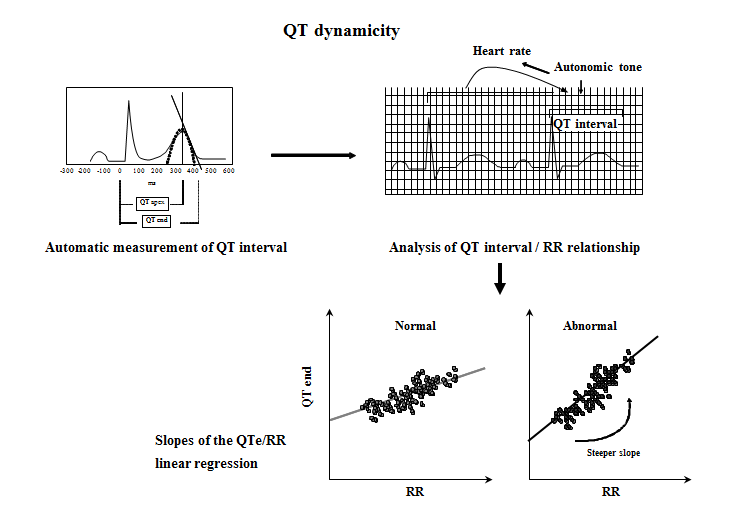 QT dynamicity
Heart rate
Autonomic tone
QT interval
-300 -200 -100 0 100 200 300 400 500 600
ms
QT apex
QT end
Automatic measurement of QT interval
Analysis of QT interval / RR relationship
Normal
Abnormal
QT end
Slopes of the QTe/RR
linear regression
Steeper slope
RR
RR